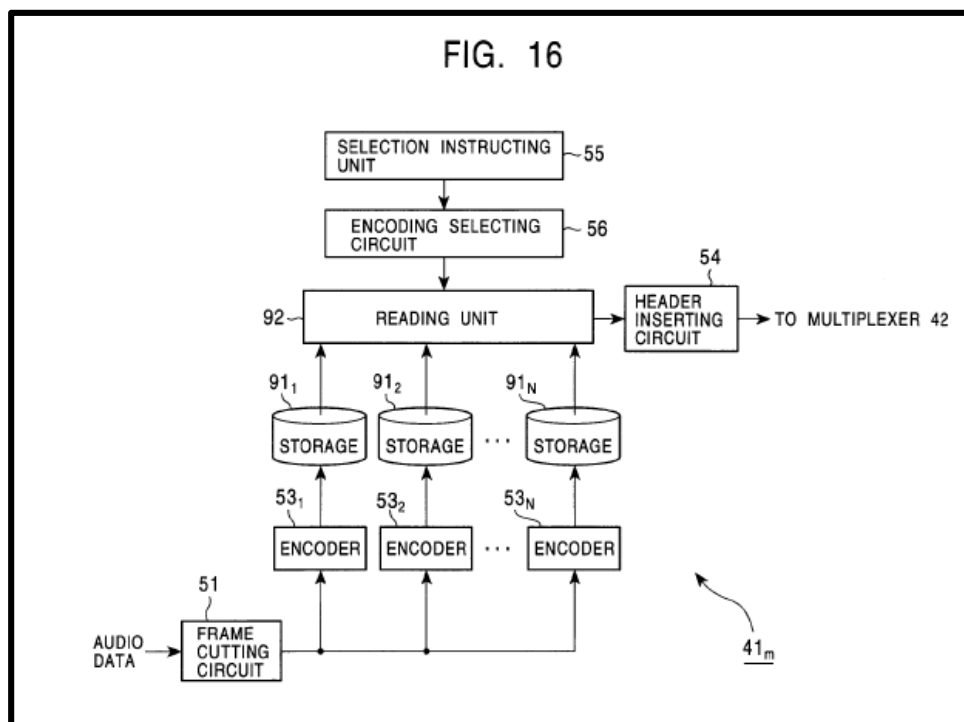 FIG. 16
SELECTION INSTRUCTING
UNIT
55
ENCODING SELECTING
CIRCUIT
56
54
92
READING UNIT
HEADER
INSERTING
CIRCUIT
TO MULTIPLEXER 42
91₁
91₂
91N
STORAGE
STORAGE
...
STORAGE
53₁
53₂
53N
ENCODER
ENCODER
...
ENCODER
51
AUDIO
DATA
FRAME
CUTTING
CIRCUIT
41m